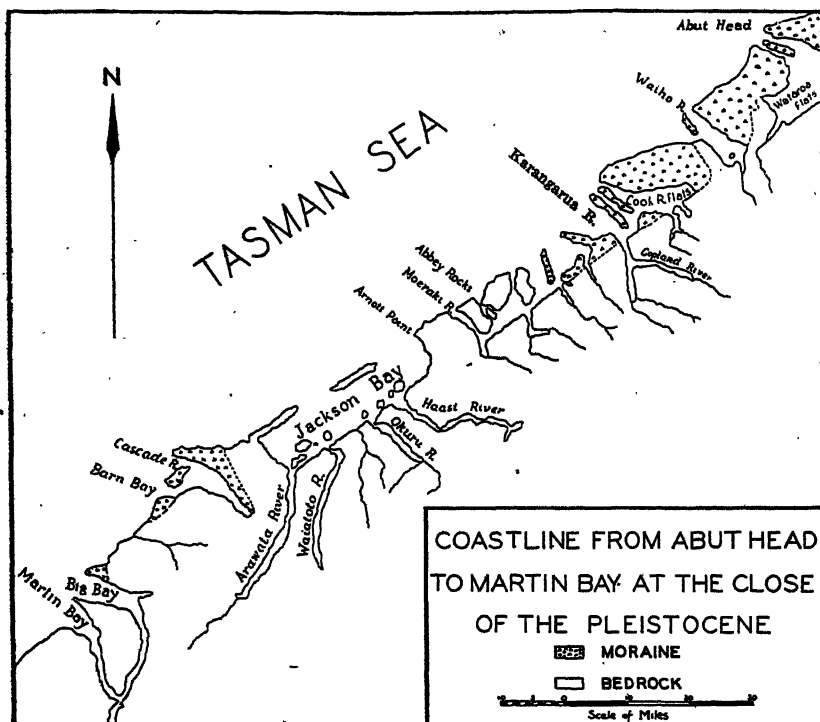 Abut Head
N
Waiho R.
Wataroa Flats
TASMAN SEA
Karangarua R.
Cook R. Flats
Copland River
Abbey Rocks
Moeraki R.
Arnott Point
Jackson Bay
Haast River
Okuru R.
Cascade R.
Barn Bay
Arawata River
Waiatoto R.
Big Bay
Martin Bay
COASTLINE FROM ABUT HEAD
TO MARTIN BAY AT THE CLOSE
OF THE PLEISTOCENE
MORAINE
BEDROCK
Scale of Miles